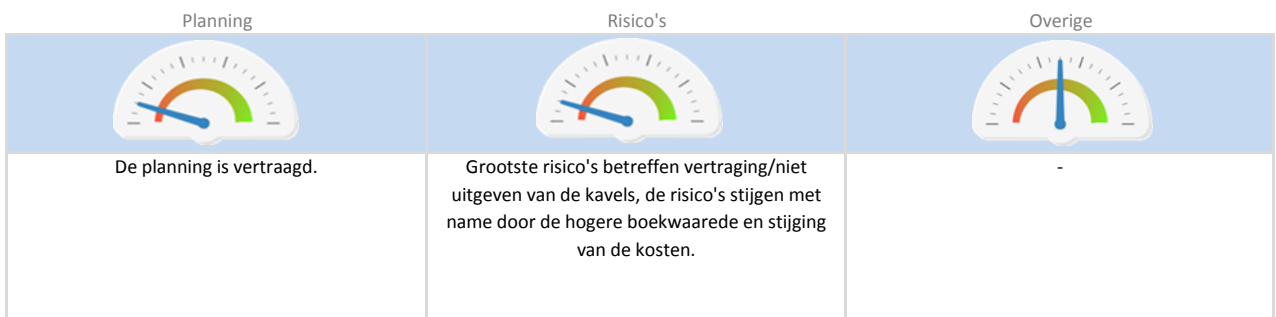 Planning
Risico's
Overige
De planning is vertraagd.
Grootste risico's betreffen vertraging/niet
uitgeven van de kavels, de risico's stijgen met
name door de hogere boekwaarede en stijging
van de kosten.
-